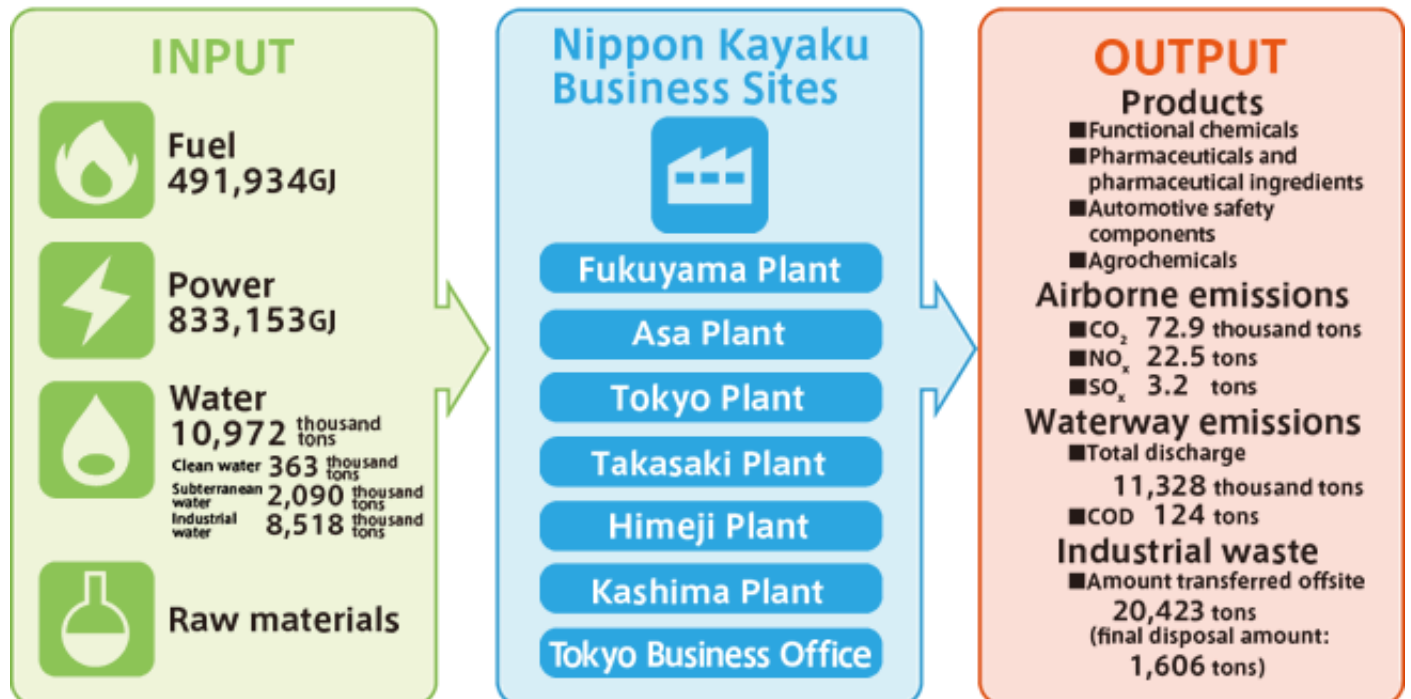 INPUT
Fuel
491,934GJ
Power
833,153GJ
Water
10,972 thousand tons
Clean water 363 thousand tons
Subterranean water 2,090 thousand tons
Industrial water 8,518 thousand tons
Raw materials
Nippon Kayaku
Business Sites
Fukuyama Plant
Asa Plant
Tokyo Plant
Takasaki Plant
Himeji Plant
Kashima Plant
Tokyo Business Office
OUTPUT
Products
■Functional chemicals
■Pharmaceuticals and
pharmaceutical ingredients
■Automotive safety
components
■Agrochemicals
Airborne emissions
■CO₂ 72.9 thousand tons
■NOₓ 22.5 tons
■SOₓ 3.2 tons
Waterway emissions
■Total discharge
11,328 thousand tons
■COD 124 tons
Industrial waste
■Amount transferred offsite
20,423 tons
(final disposal amount:
1,606 tons)